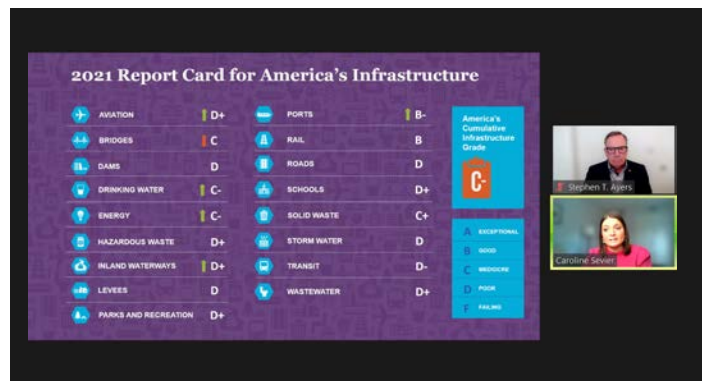 2021 Report Card for America's Infrastructure
AVIATION D+
BRIDGES C
DAMS D
DRINKING WATER C-
ENERGY C-
HAZARDOUS WASTE D+
INLAND WATERWAYS D+
LEVEES D
PARKS AND RECREATION D+
PORTS B-
RAIL B
ROADS D
SCHOOLS D+
SOLID WASTE C+
STORM WATER D
TRANSIT D-
WASTEWATER D+
America's
Cumulative
Infrastructure
Grade
C-
A EXCEPTIONAL
B GOOD
C MEDIOCRE
D POOR
F FAILING
Stephen T. Ayers
Caroline Sevier